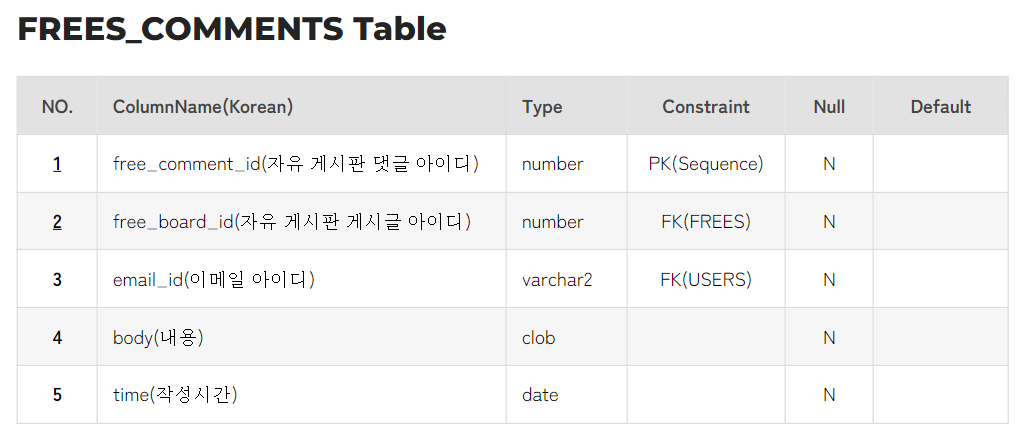 FREES_COMMENTS Table
NO. ColumnName(Korean) Type Constraint Null Default
1 free_comment_id(자유 게시판 댓글 아이디) number PK(Sequence) N
2 free_board_id(자유 게시판 게시글 아이디) number FK(FREES) N
3 email_id(이메일 아이디) varchar2 FK(USERS) N
4 body(내용) clob N
5 time(작성시간) date N